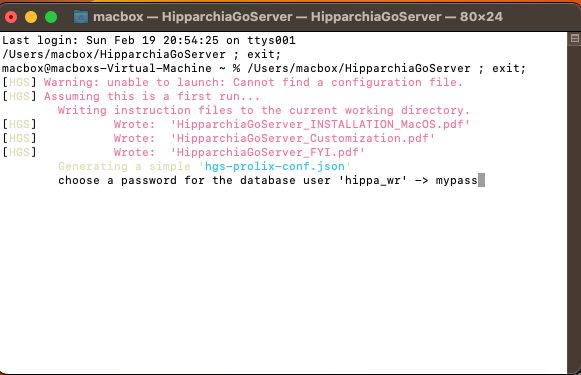 macbox — HipparchiaGoServer — HipparchiaGoServer — 80×24
Last login: Sun Feb 19 20:54:25 on ttys001
/Users/macbox/HipparchiaGoServer ; exit;
macbox@macboxs-Virtual-Machine ~ % /Users/macbox/HipparchiaGoServer ; exit;
[HGS] Warning: unable to launch: Cannot find a configuration file.
[HGS] Assuming this is a first run...
Writing instruction files to the current working directory.
[HGS] Wrote: 'HipparchiaGoServer_INSTALLATION_MacOS.pdf'
[HGS] Wrote: 'HipparchiaGoServer_Customization.pdf'
[HGS] Wrote: 'HipparchiaGoServer_FYI.pdf'
Generating a simple 'hgs-prolix-conf.json'
choose a password for the database user 'hippa_wr' -> mypass